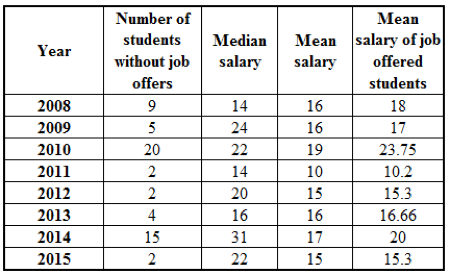 Year Number of students without job offers Median salary Mean salary Mean salary of job offered students
2008 9 14 16 18
2009 5 24 16 17
2010 20 22 19 23.75
2011 2 14 10 10.2
2012 2 20 15 15.3
2013 4 16 16 16.66
2014 15 31 17 20
2015 2 22 15 15.3